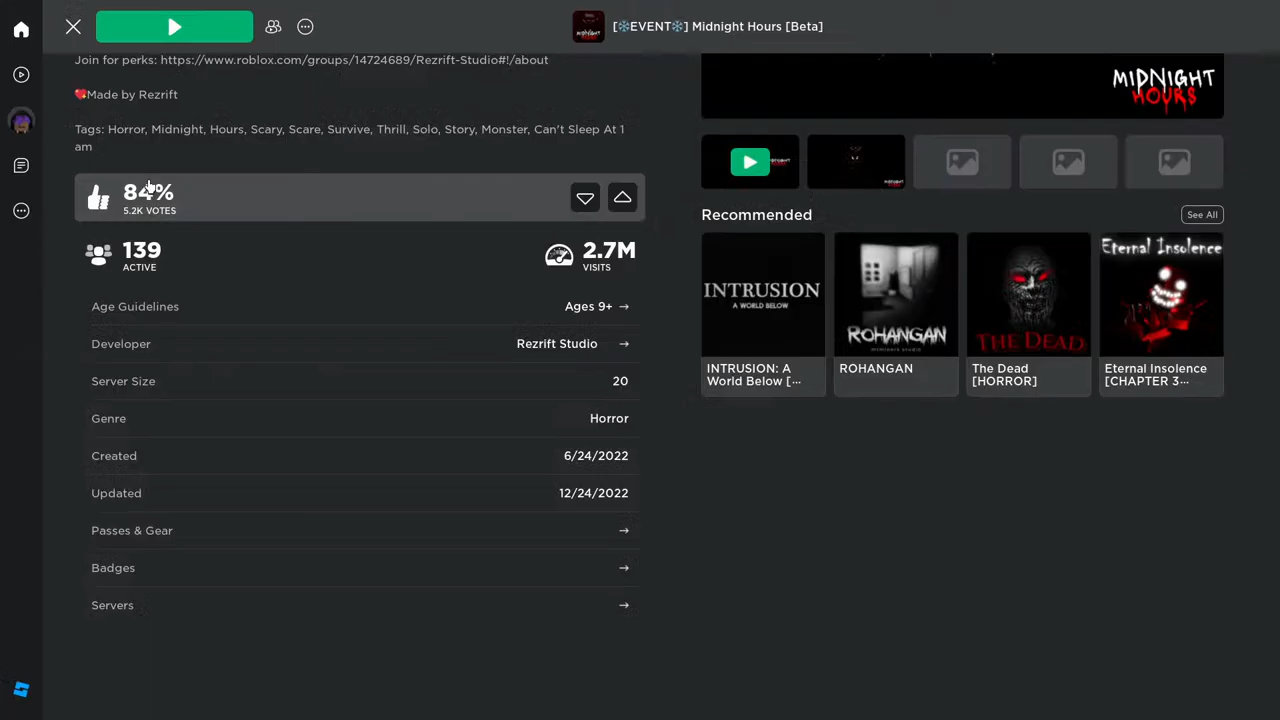 [❄EVENT❄] Midnight Hours [Beta]
Join for perks: https://www.roblox.com/groups/14724689/Rezrift-Studio#!/about
❤️Made by Rezrift
Tags: Horror, Midnight, Hours, Scary, Scare, Survive, Thrill, Solo, Story, Monster, Can't Sleep At 1
am
84%
5.2K VOTES
139
ACTIVE
2.7M
VISITS
Age Guidelines
Ages 9+ →
Developer
Rezrift Studio →
Server Size
20
Genre
Horror
Created
6/24/2022
Updated
12/24/2022
Passes & Gear →
Badges →
Servers →
MIDNIGHT
HOURS
Recommended
See All
INTRUSION
A WORLD BELOW
ROHANGAN
THE DEAD
Eternal Insolence
INTRUSION: A
World Below [···
ROHANGAN
The Dead
[HORROR]
Eternal Insolence
[CHAPTER 3···